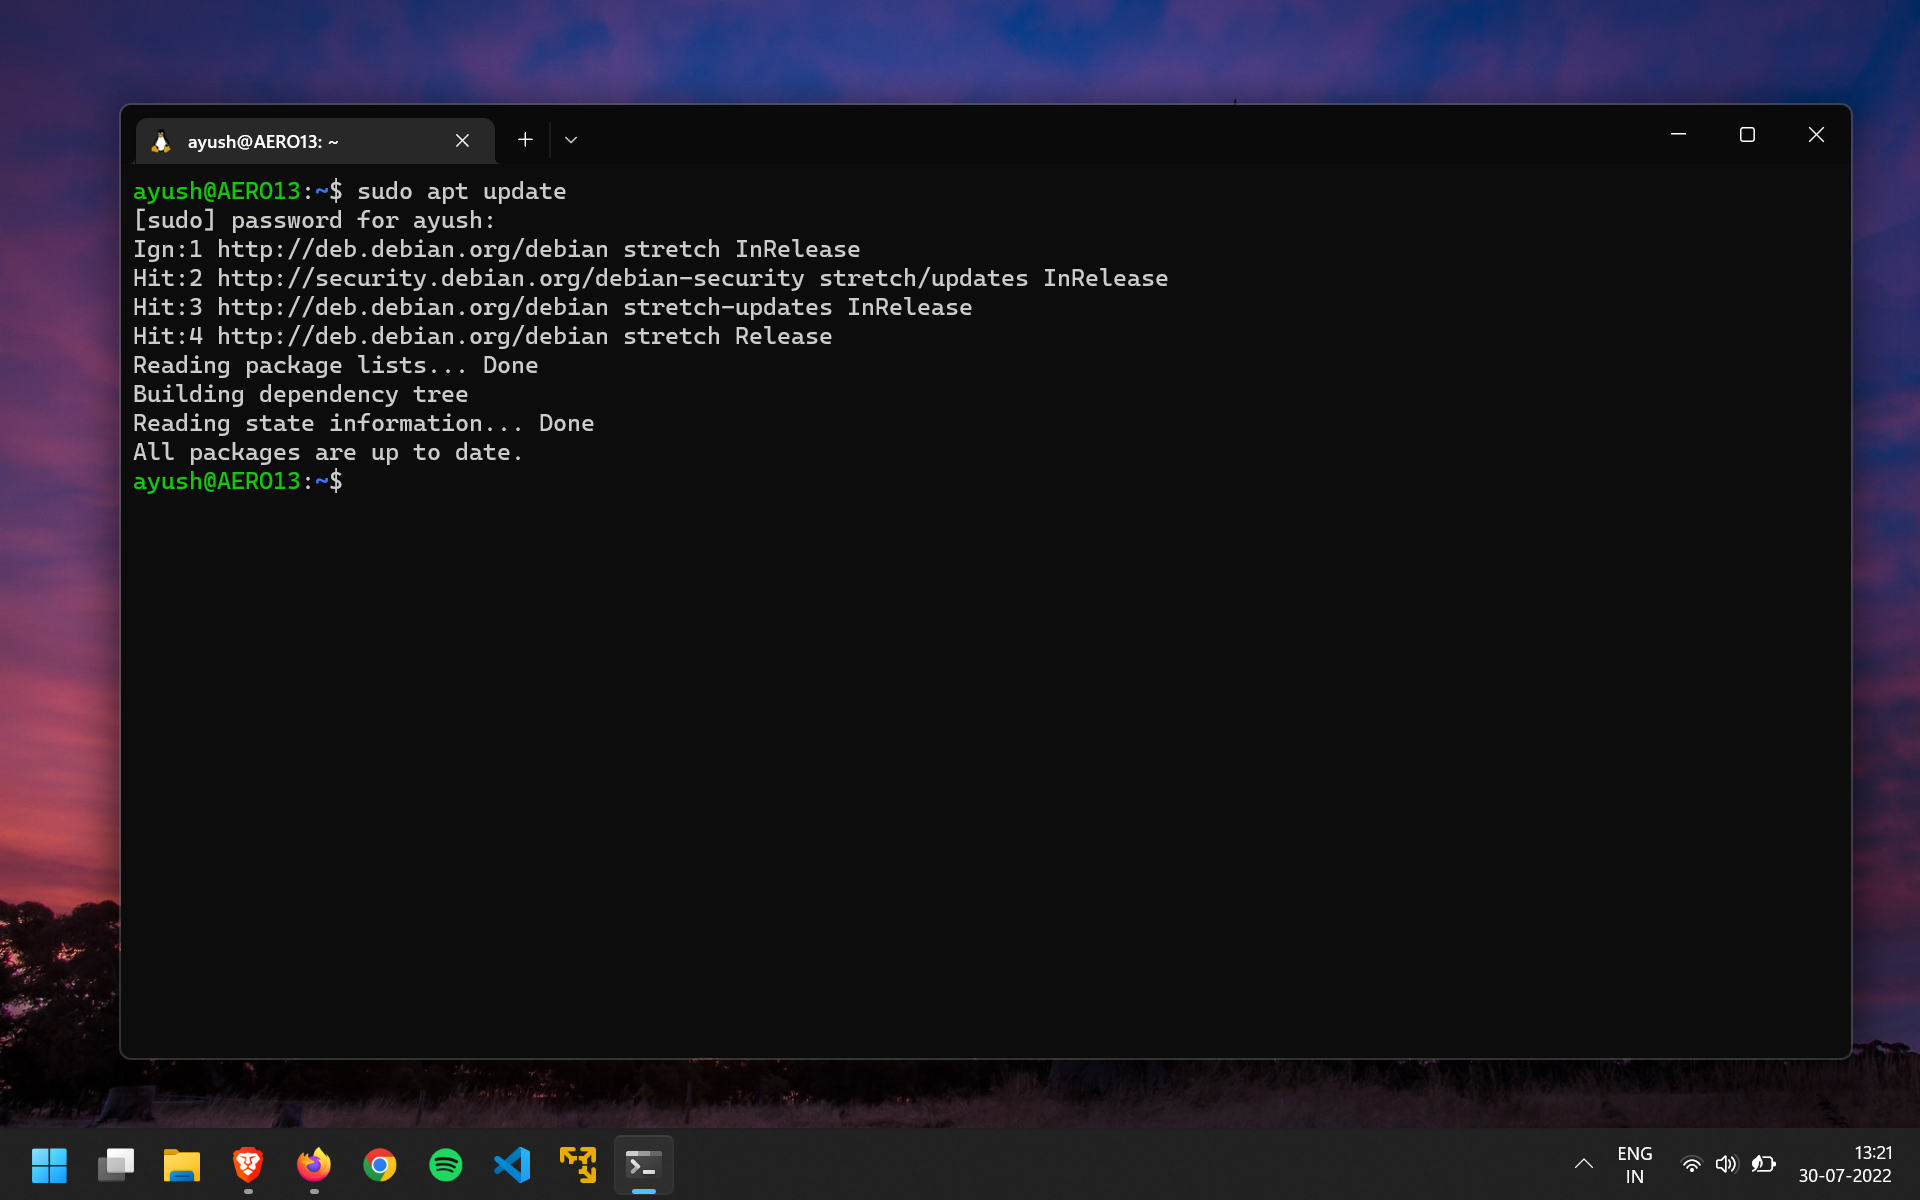 ayush@AERO13: ~
ayush@AERO13:~$ sudo apt update
[sudo] password for ayush:
Ign:1 http://deb.debian.org/debian stretch InRelease
Hit:2 http://security.debian.org/debian-security stretch/updates InRelease
Hit:3 http://deb.debian.org/debian stretch-updates InRelease
Hit:4 http://deb.debian.org/debian stretch Release
Reading package lists... Done
Building dependency tree
Reading state information... Done
All packages are up to date.
ayush@AERO13:~$
ENG
IN
13:21
30-07-2022